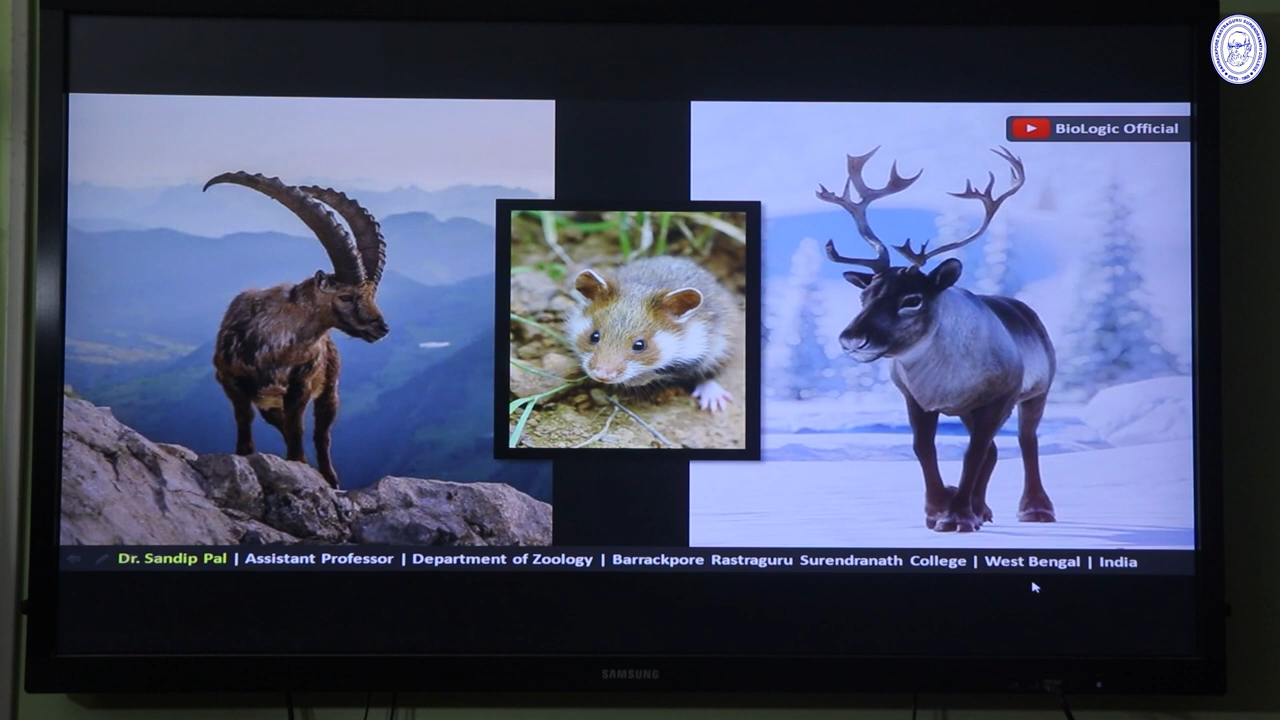 BioLogic Official
Dr. Sandip Pal | Assistant Professor | Department of Zoology | Barrackpore Rastraguru Surendranath College | West Bengal | India
SAMSUNG